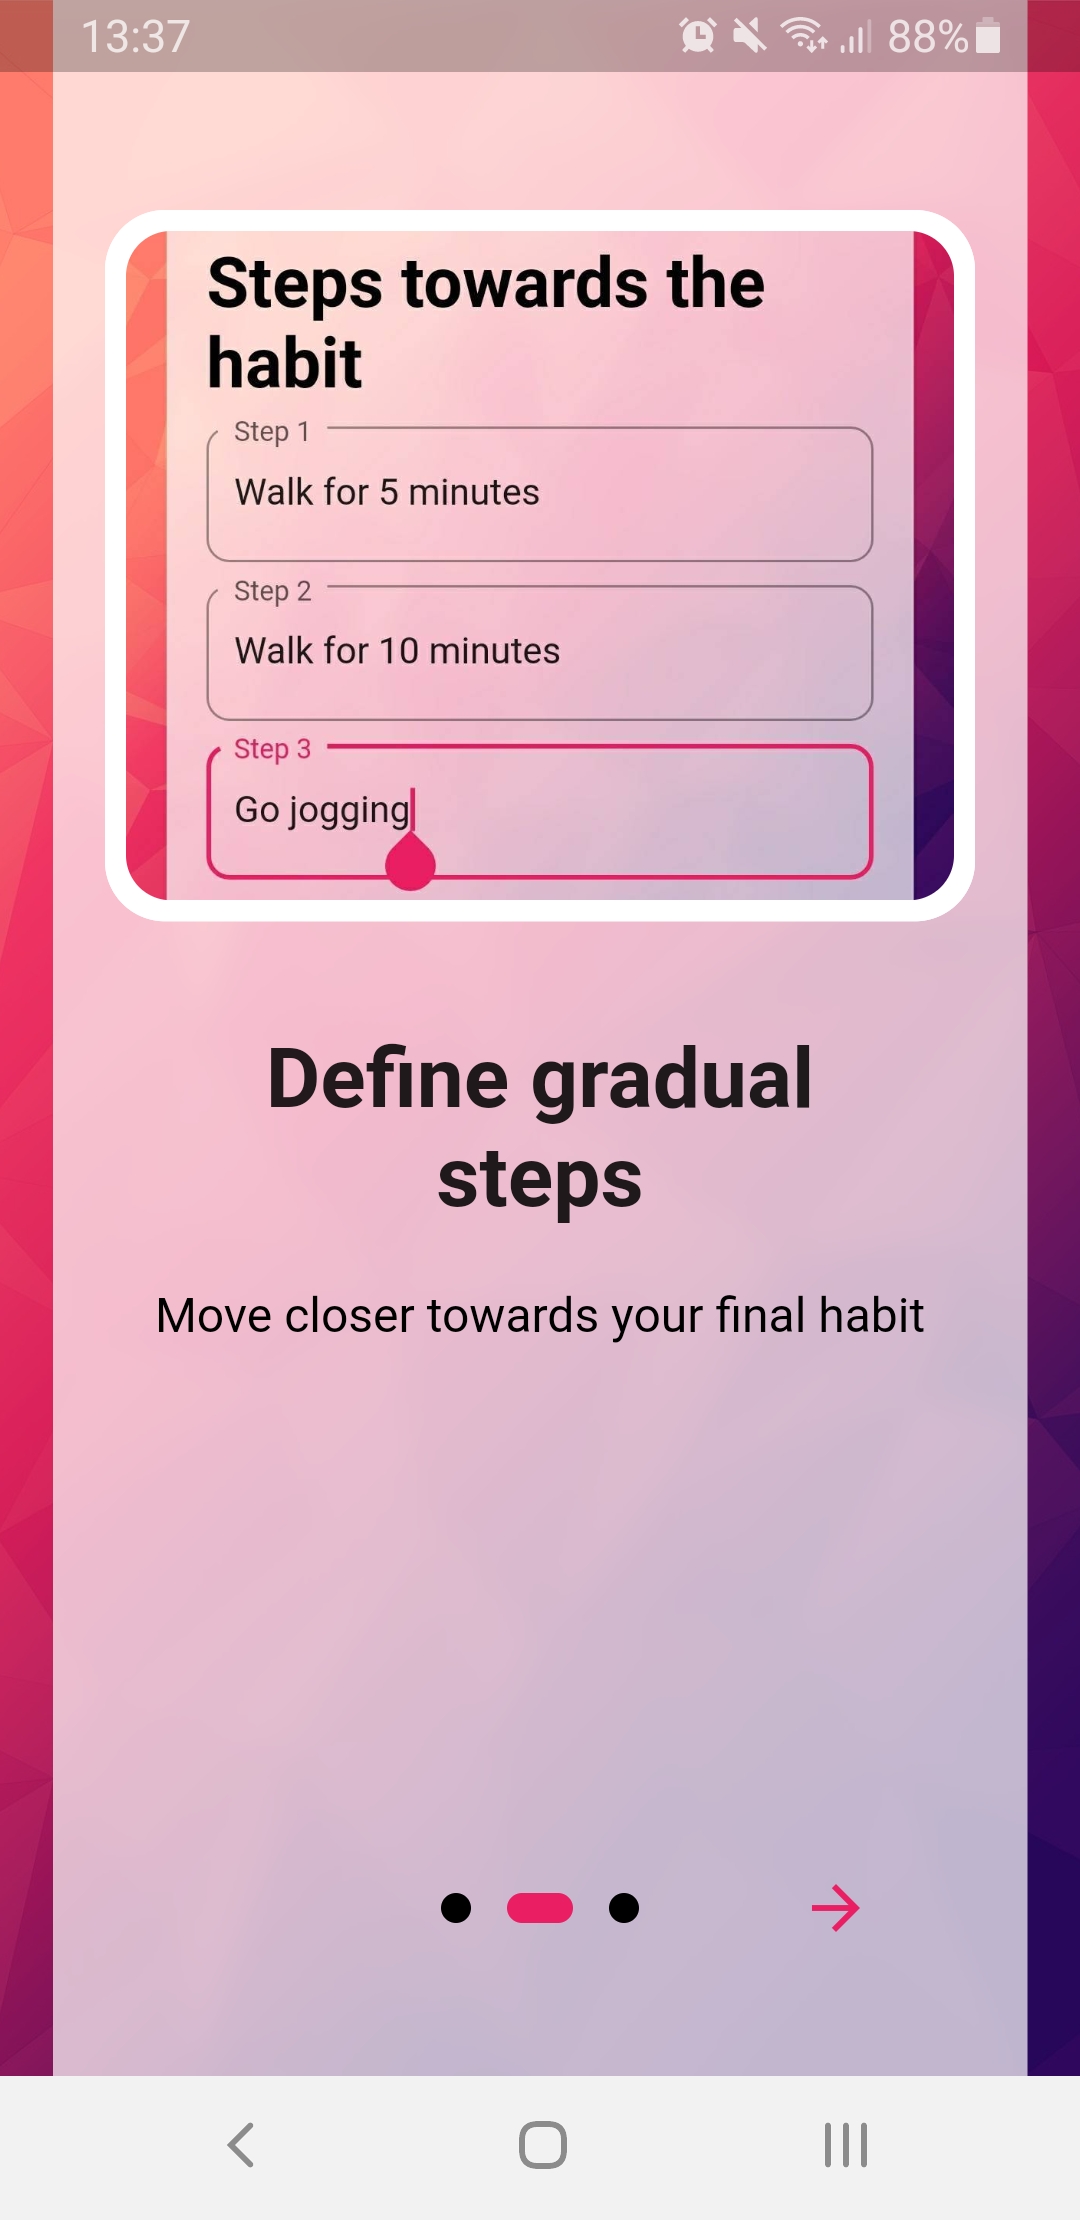 13:37
88%
Steps towards the
habit
Step 1
Walk for 5 minutes
Step 2
Walk for 10 minutes
Step 3
Go jogging
Define gradual
steps
Move closer towards your final habit